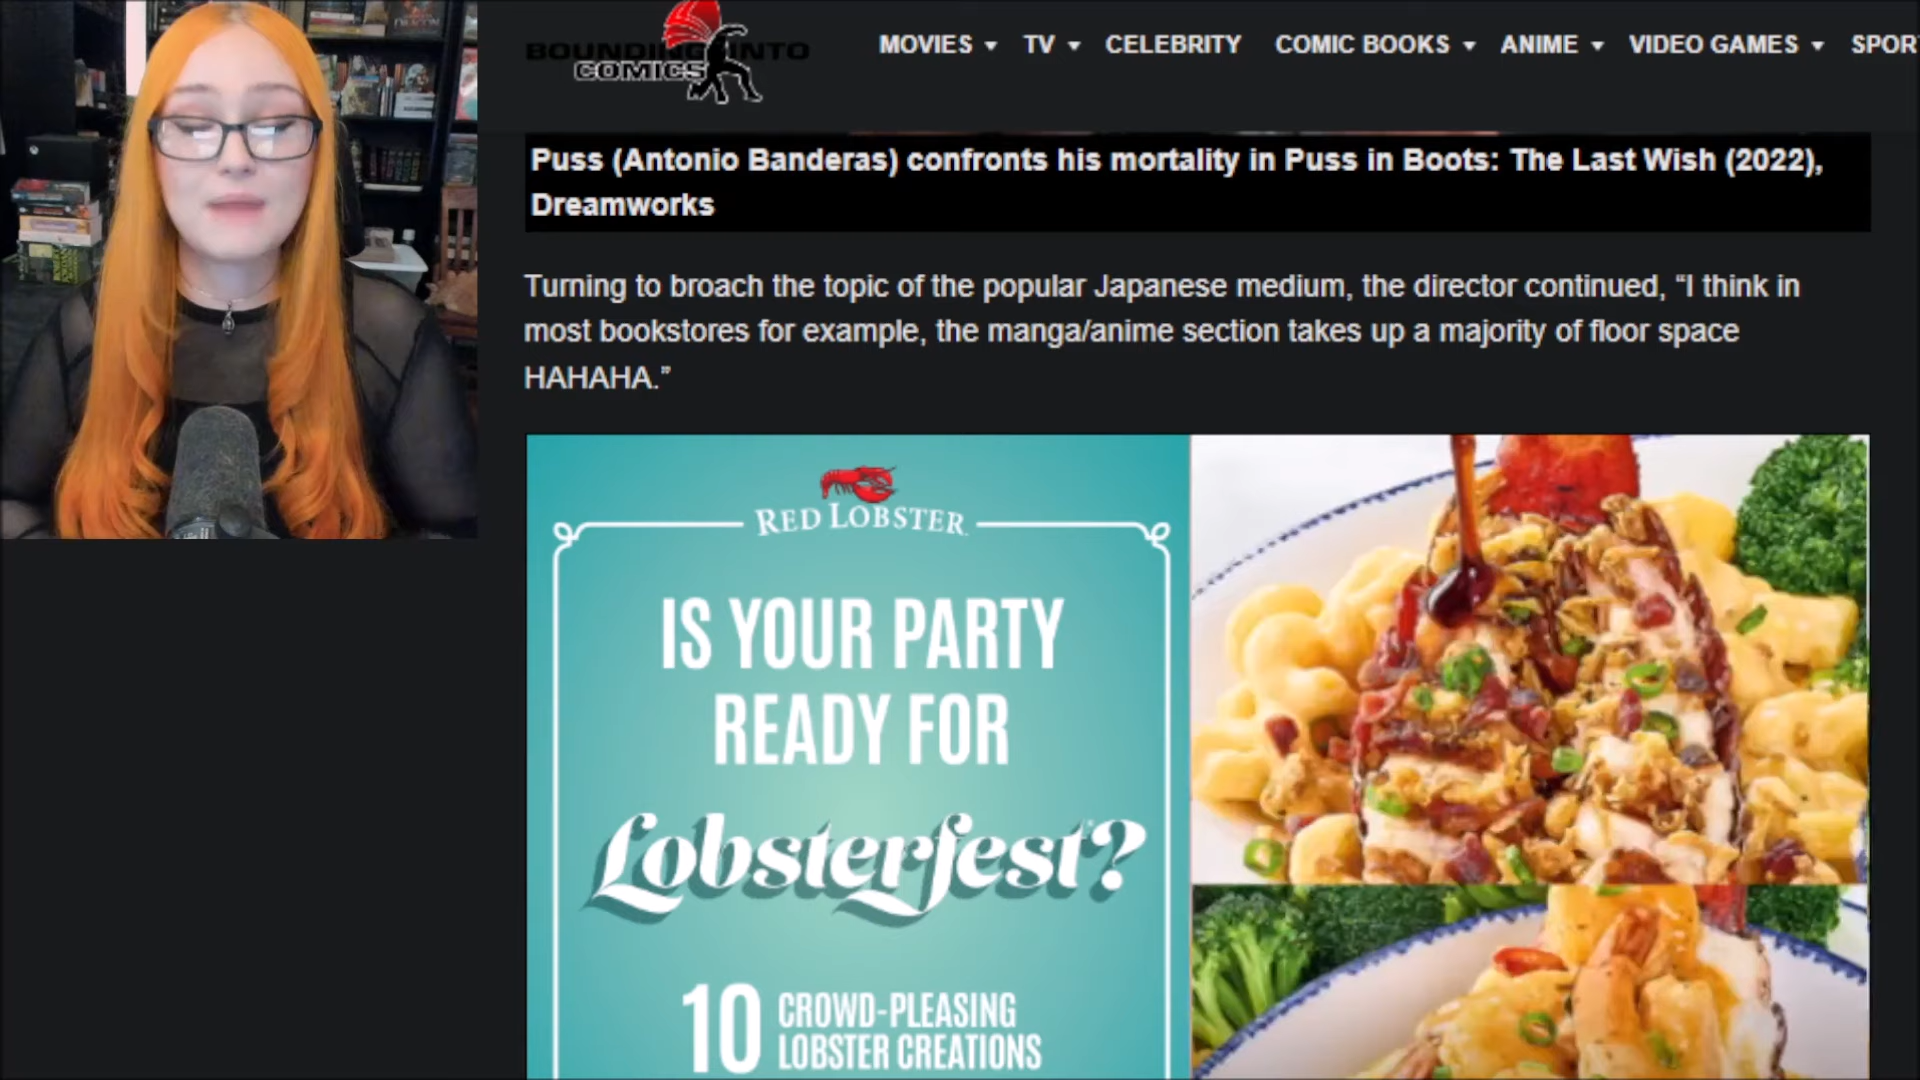 BOUNDING INTO
COMICS
MOVIES TV CELEBRITY COMIC BOOKS ANIME VIDEO GAMES SPORT
Puss (Antonio Banderas) confronts his mortality in Puss in Boots: The Last Wish (2022),
Dreamworks
Turning to broach the topic of the popular Japanese medium, the director continued, “I think in
most bookstores for example, the manga/anime section takes up a majority of floor space
HAHAHA.”
RED LOBSTER
IS YOUR PARTY
READY FOR
Lobsterfest?
10 CROWD-PLEASING
LOBSTER CREATIONS